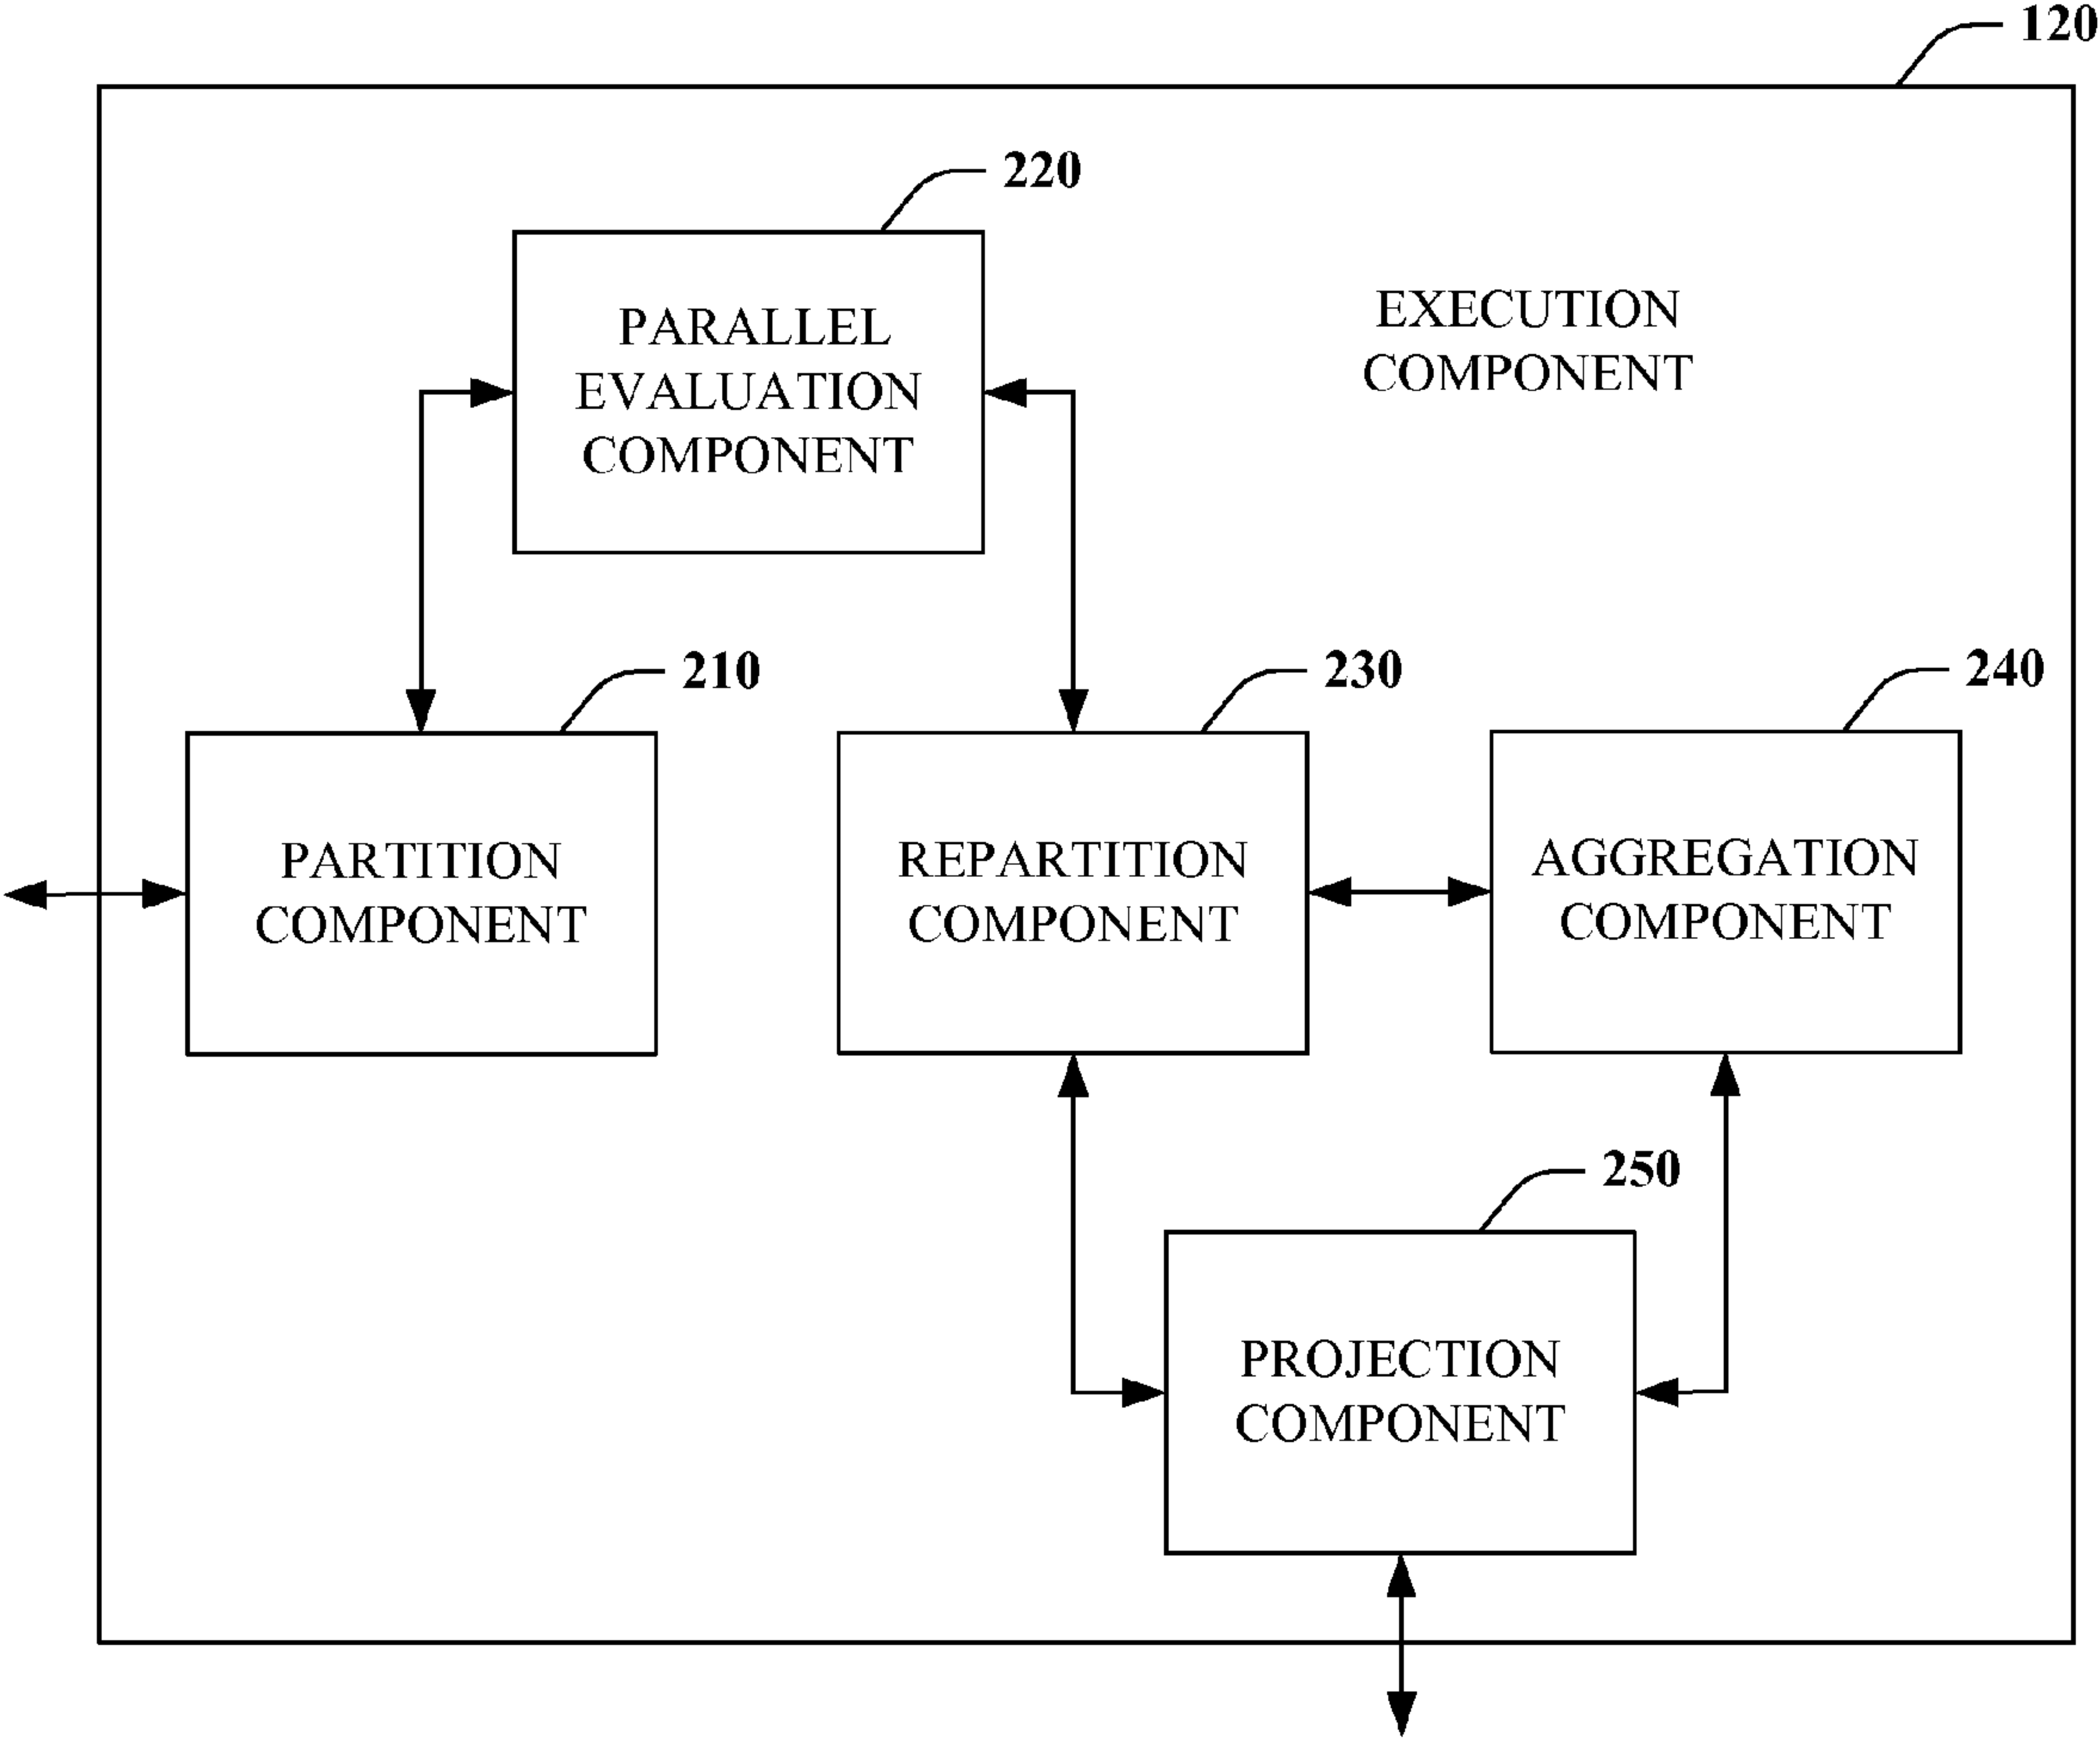 120
220
PARALLEL
EVALUATION
COMPONENT
EXECUTION
COMPONENT
210
230
240
PARTITION
COMPONENT
REPARTITION
COMPONENT
AGGREGATION
COMPONENT
250
PROJECTION
COMPONENT